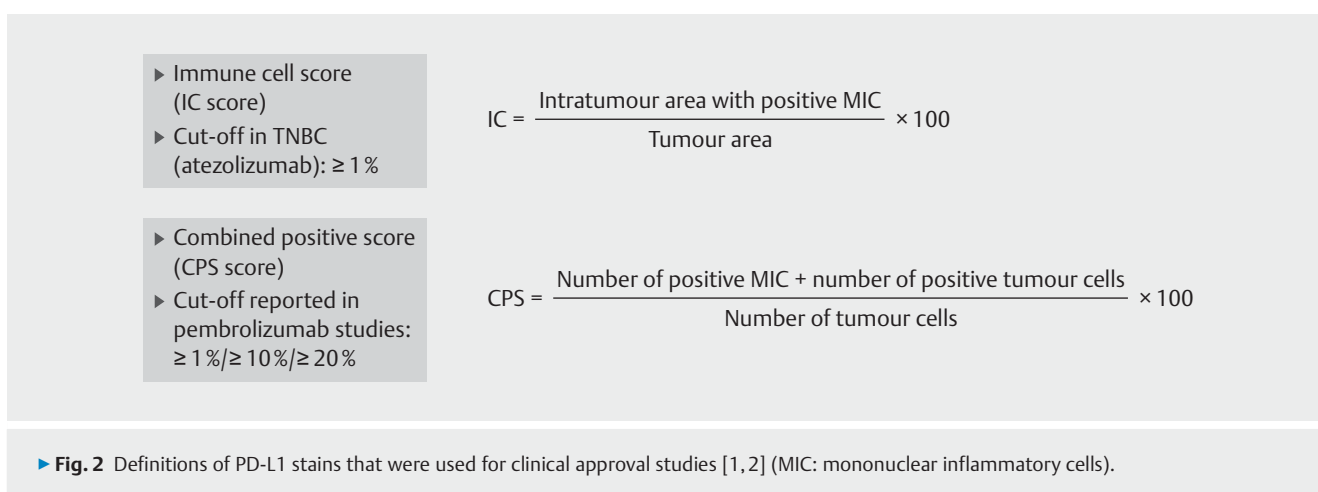 ▶ Immune cell score
(IC score)
▶ Cut-off in TNBC
(atezolizumab): ≥ 1 %
IC = Intratumour area with positive MIC / Tumour area × 100
▶ Combined positive score
(CPS score)
▶ Cut-off reported in
pembrolizumab studies:
≥ 1 %/≥ 10 %/≥ 20 %
CPS = Number of positive MIC + number of positive tumour cells / Number of tumour cells × 100
▶ Fig. 2 Definitions of PD-L1 stains that were used for clinical approval studies [1, 2] (MIC: mononuclear inflammatory cells).